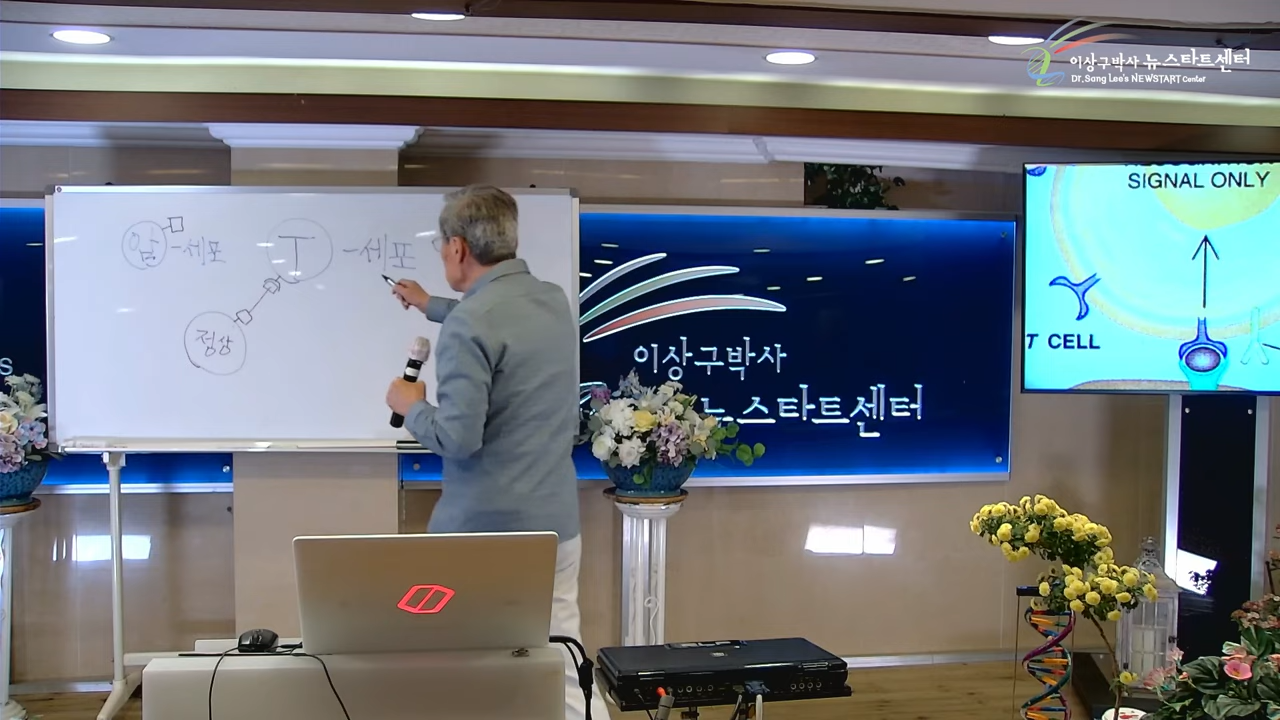 이상구박사 뉴스타트센터
Dr. Sang Lee's NEWSTART Center
SIGNAL ONLY
T CELL
암 -세포
T -세포
정상
이상구박사
뉴스타트센터
S